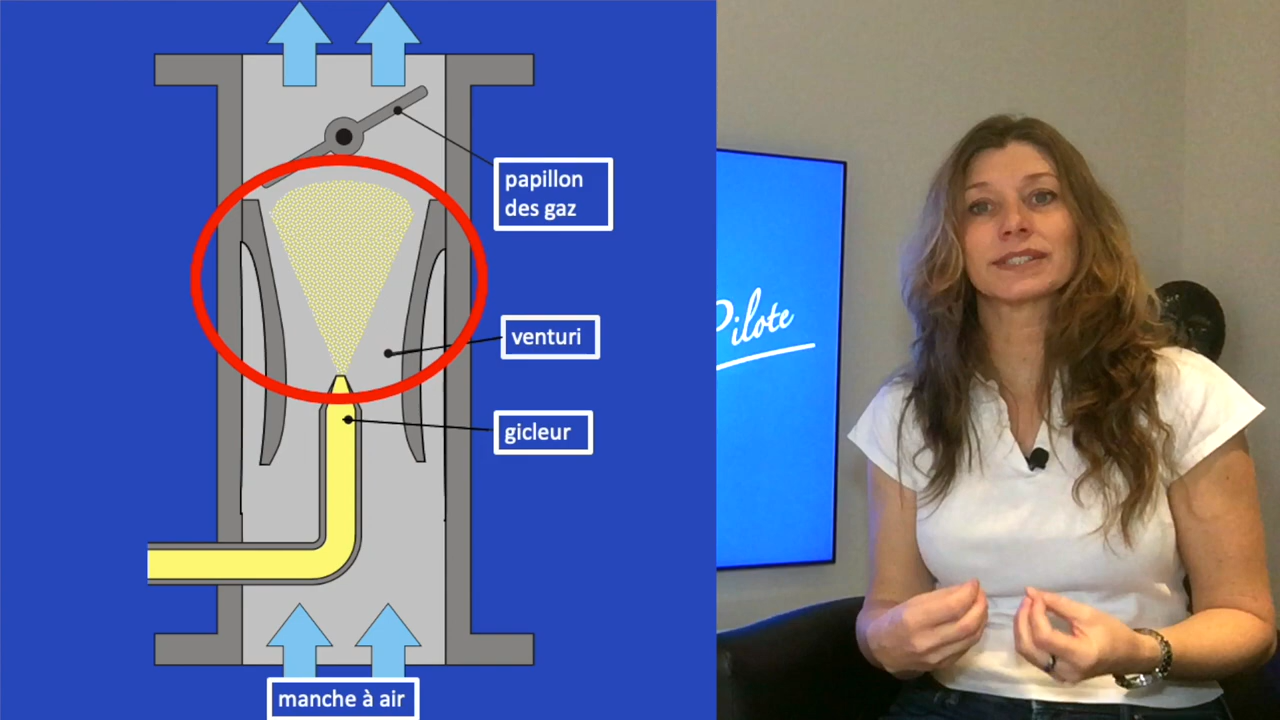 papillon
des gaz
venturi
gicleur
manche à air
Pilote